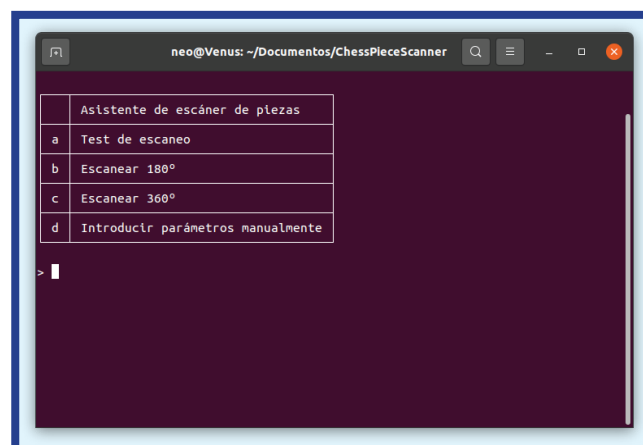 neo@Venus: ~/Documentos/ChessPieceScanner
Asistente de escáner de piezas
a Test de escaneo
b Escanear 180º
c Escanear 360º
d Introducir parámetros manualmente
>